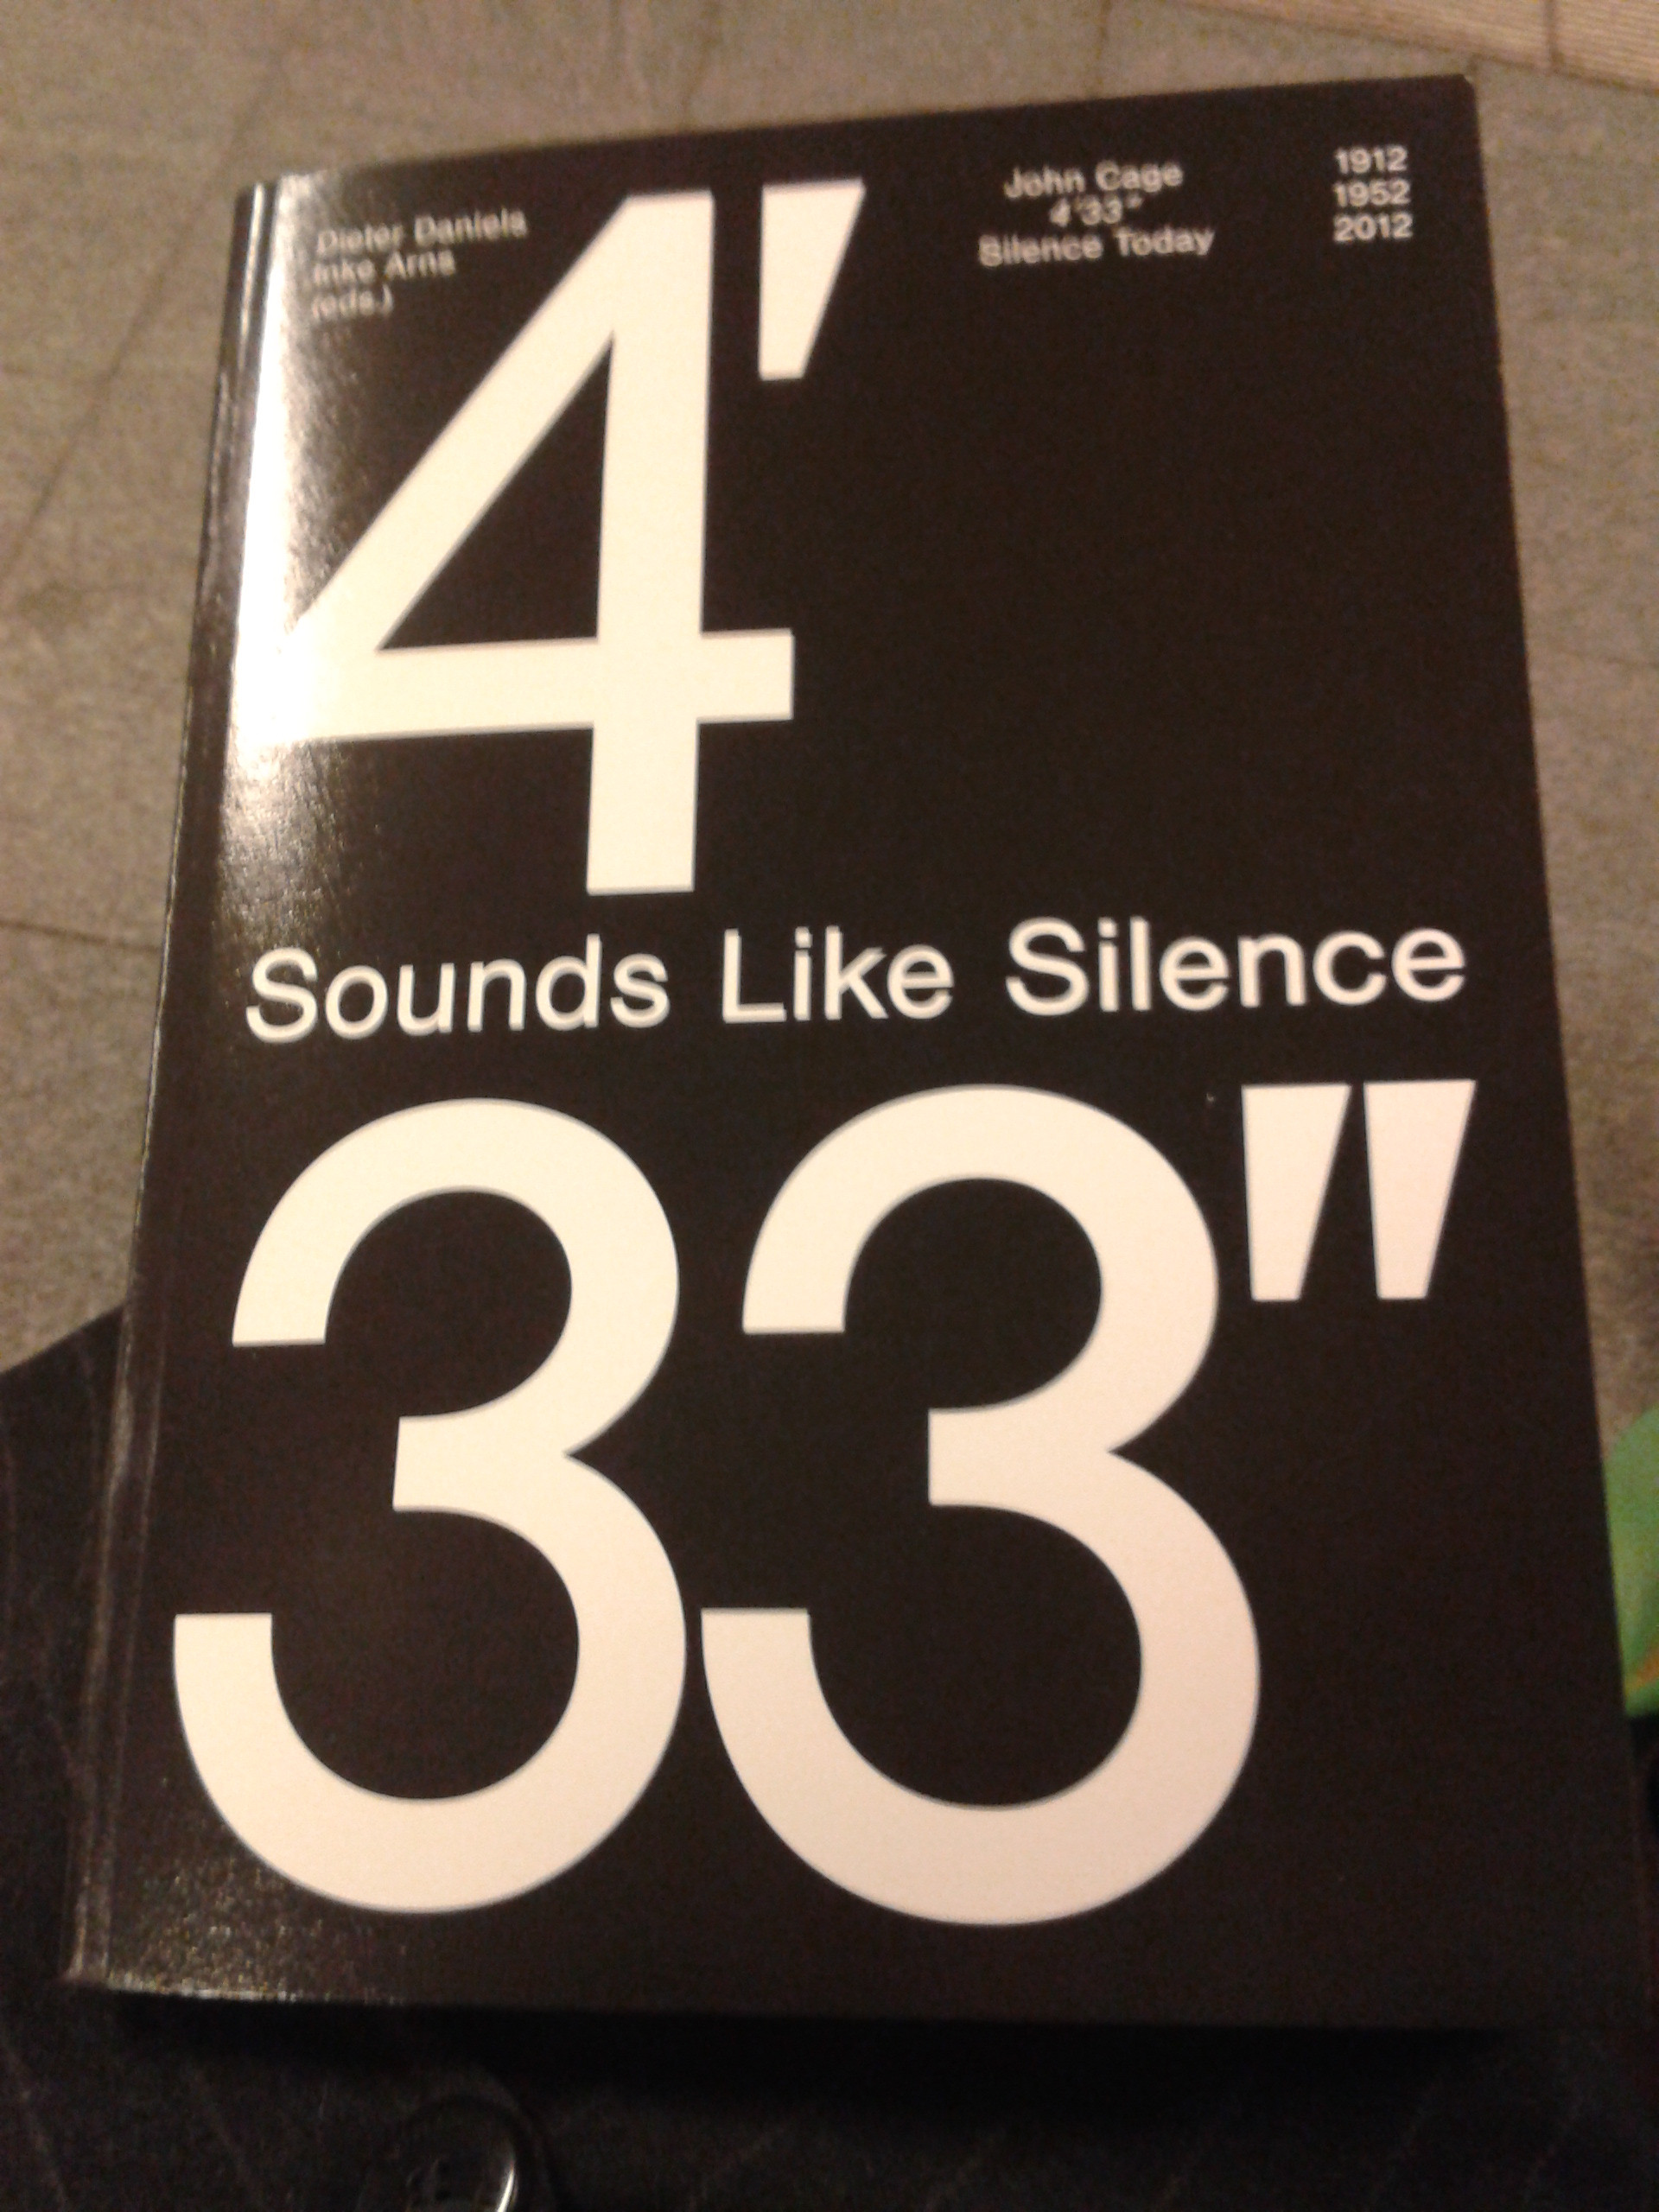 Dieter Daniels
Inke Arns
(eds.)
John Cage
4'33"
Silence Today
1912
1952
2012
4'
Sounds Like Silence
33"